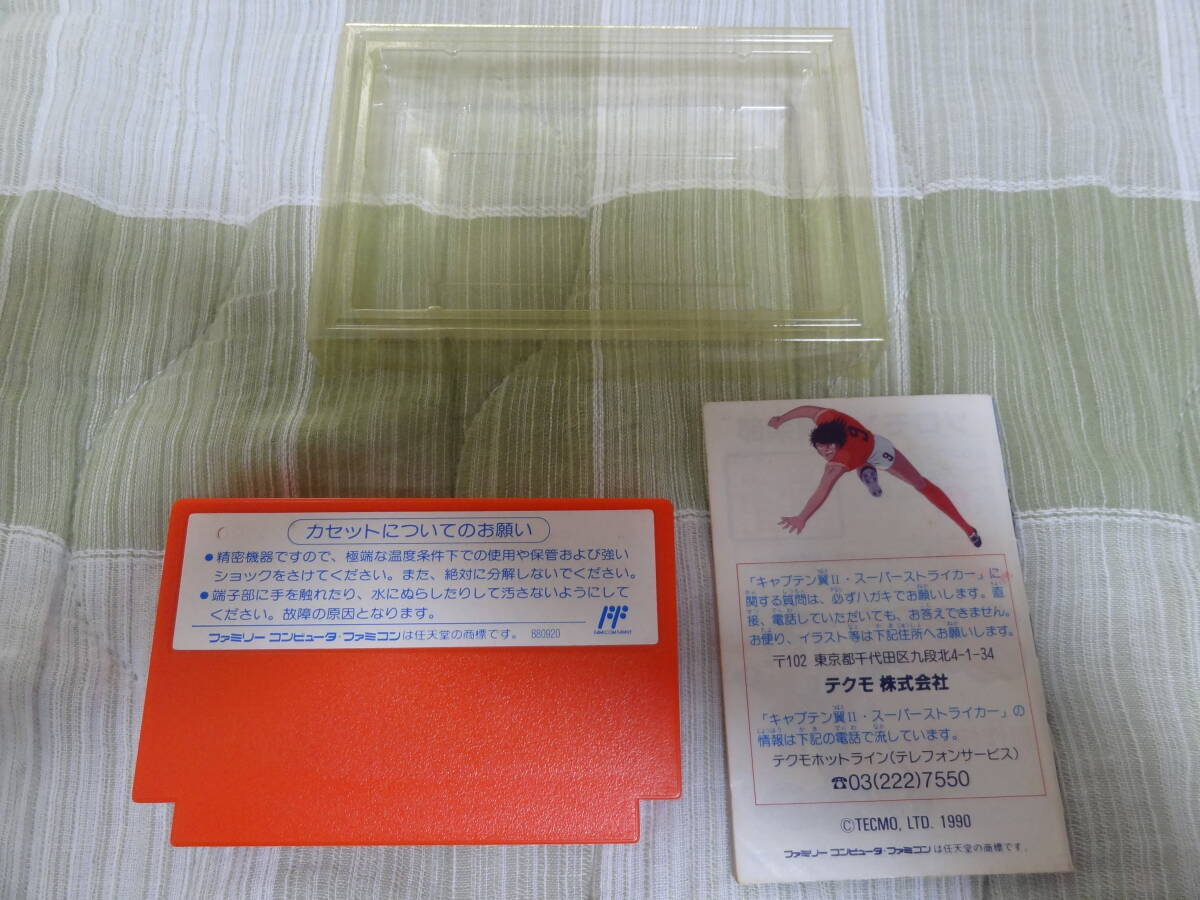 カセットについてのお願い
●精密機器ですので、極端な温度条件下での使用や保管および強い
ショックをさけてください。また、絶対に分解しないでください。
●端子部に手を触れたり、水にぬらしたりして汚さないようにして
ください。故障の原因となります。
ファミリーコンピュータ・ファミコンは任天堂の商標です。 880920
9
9
「キャプテン翼II・スーパーストライカー」に
関する質問は、必ずハガキでお願いします。直
接、電話していただいても、お答えできません。
お便り、イラスト等は下記住所へお願いします。
〒102 東京都千代田区九段北4-1-34
テクモ株式会社
「キャプテン翼II・スーパーストライカー」の
情報は下記の電話で流しています。
テクモホットライン(テレフォンサービス)
☎03(222)7550
©TECMO, LTD. 1990
ファミリーコンピュータ・ファミコンは任天堂の商標です。